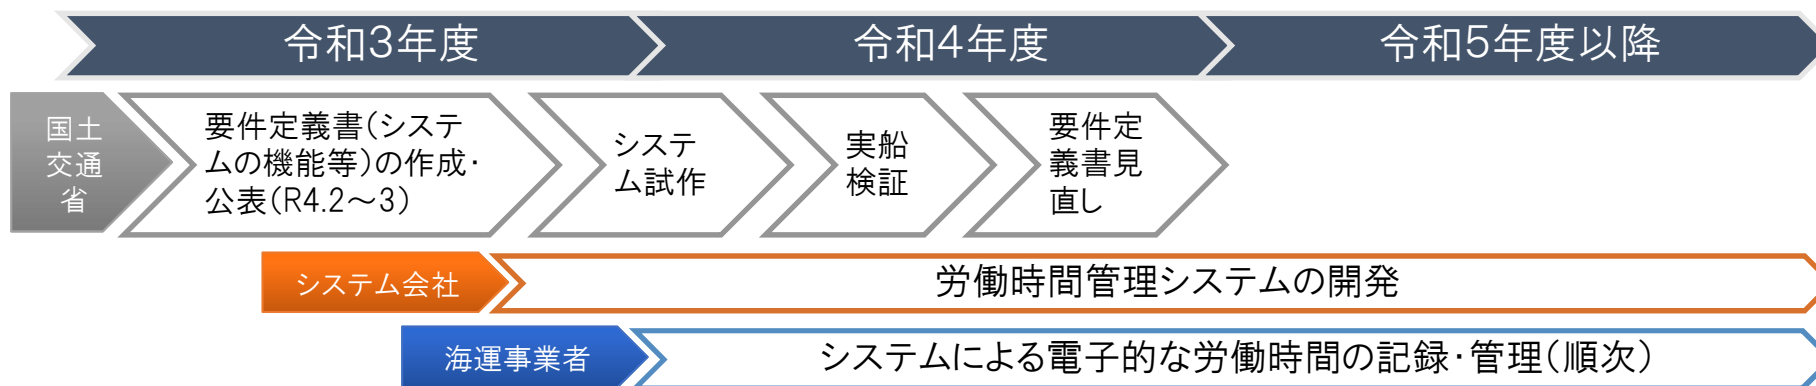 令和3年度
令和4年度
令和5年度以降
国土
交通
省
要件定義書(システ
ムの機能等)の作成・
公表(R4.2～3)
システ
ム試作
実船
検証
要件定
義書見
直し
システム会社
労働時間管理システムの開発
海運事業者
システムによる電子的な労働時間の記録・管理(順次)